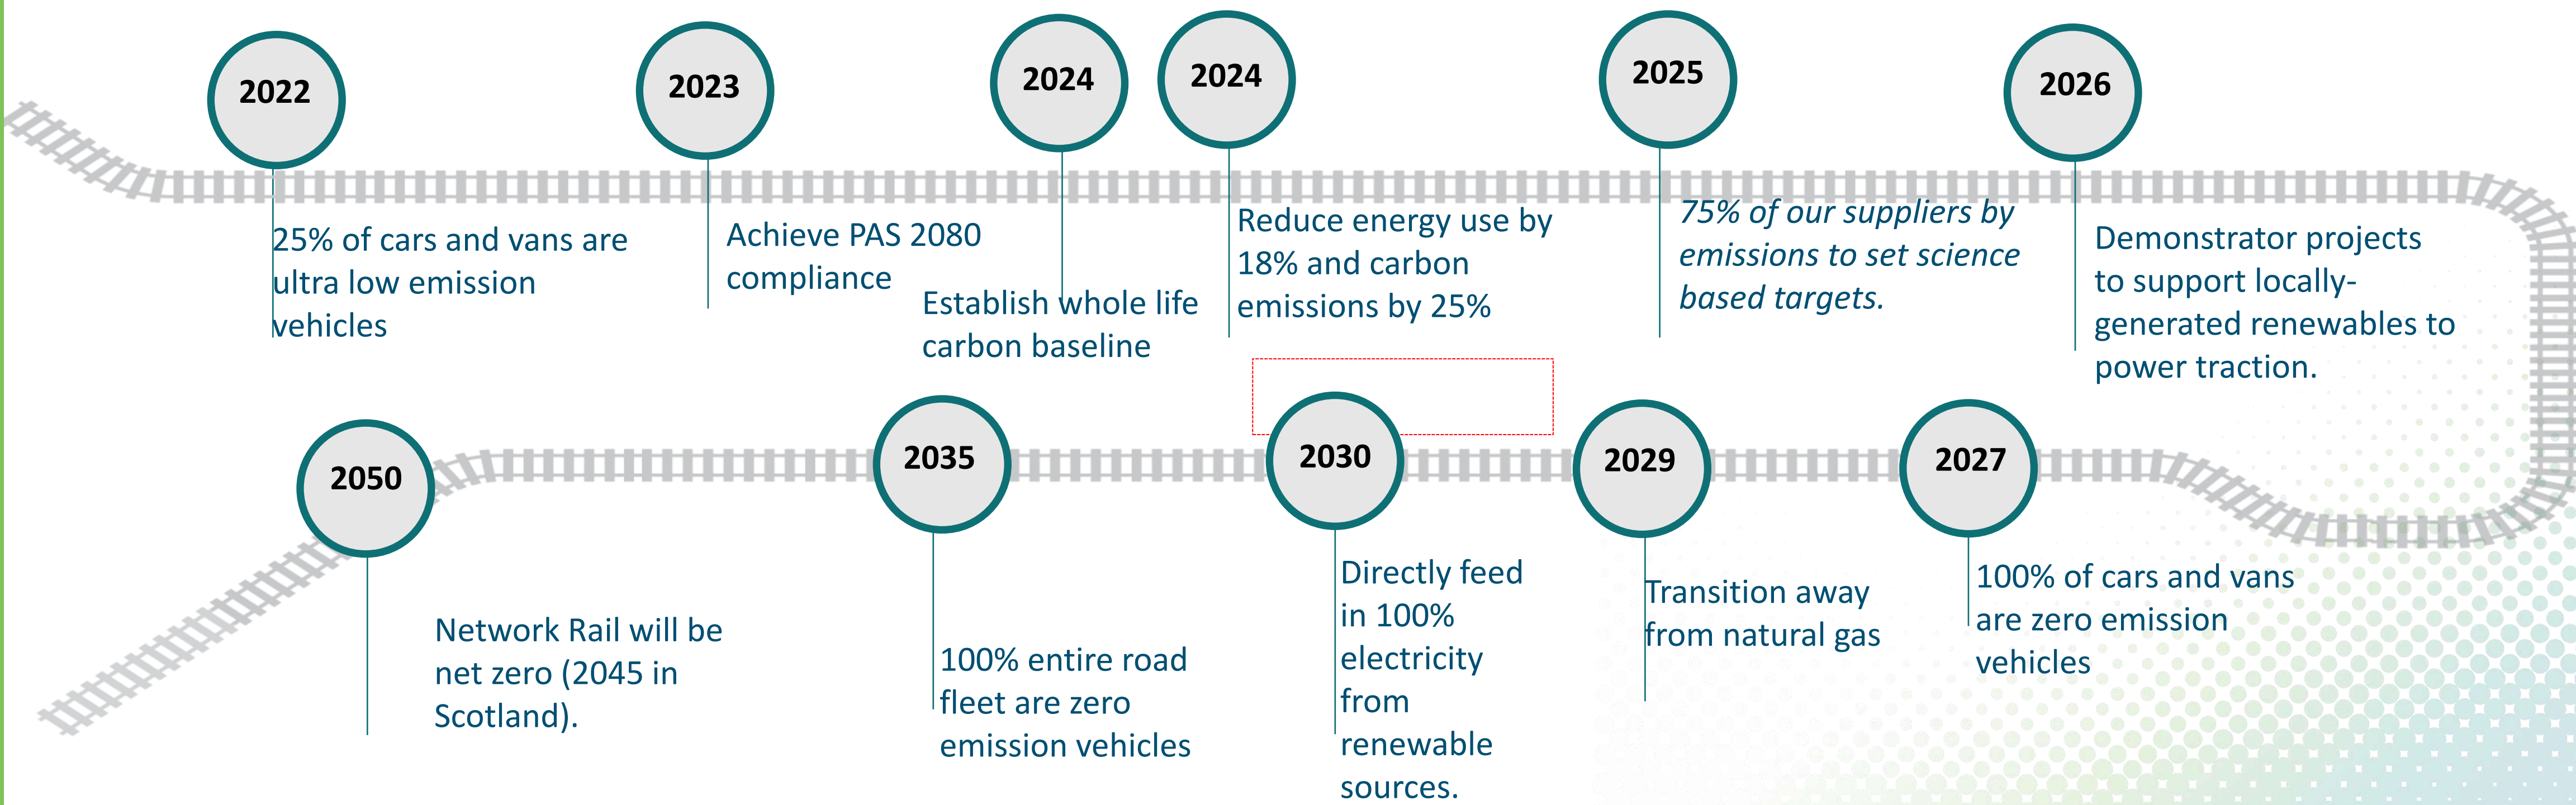 2022
25% of cars and vans are
ultra low emission
vehicles
2023
Achieve PAS 2080
compliance
2024
Establish whole life
carbon baseline
2024
Reduce energy use by
18% and carbon
emissions by 25%
2025
75% of our suppliers by
emissions to set science
based targets.
2026
Demonstrator projects
to support locally-
generated renewables to
power traction.
2050
Network Rail will be
net zero (2045 in
Scotland).
2035
100% entire road
fleet are zero
emission vehicles
2030
Directly feed
in 100%
electricity
from
renewable
sources.
2029
Transition away
from natural gas
2027
100% of cars and vans
are zero emission
vehicles